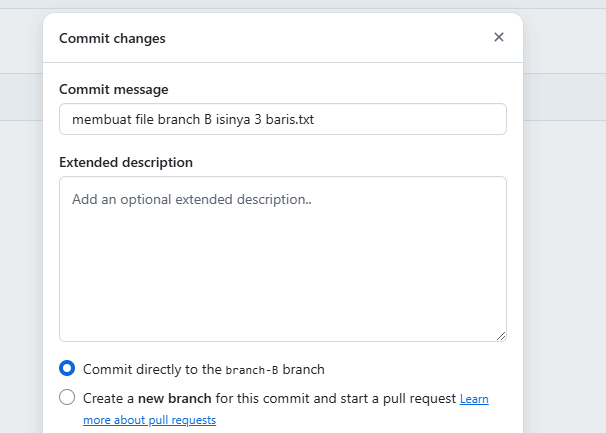 Commit changes
Commit message
membuat file branch B isinya 3 baris.txt
Extended description
Add an optional extended description..
Commit directly to the branch-B branch
Create a new branch for this commit and start a pull request Learn
more about pull requests